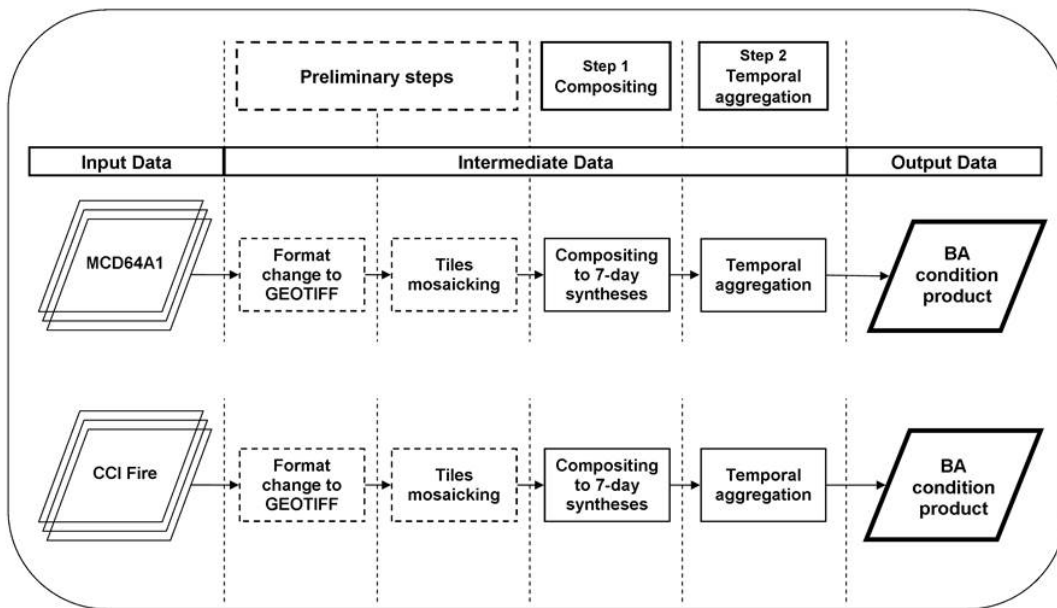 Preliminary steps
Step 1
Compositing
Step 2
Temporal
aggregation
Input Data
Intermediate Data
Output Data
MCD64A1
Format
change to
GEOTIFF
Tiles
mosaicking
Compositing
to 7-day
syntheses
Temporal
aggregation
BA
condition
product
CCI Fire
Format
change to
GEOTIFF
Tiles
mosaicking
Compositing
to 7-day
syntheses
Temporal
aggregation
BA
condition
product